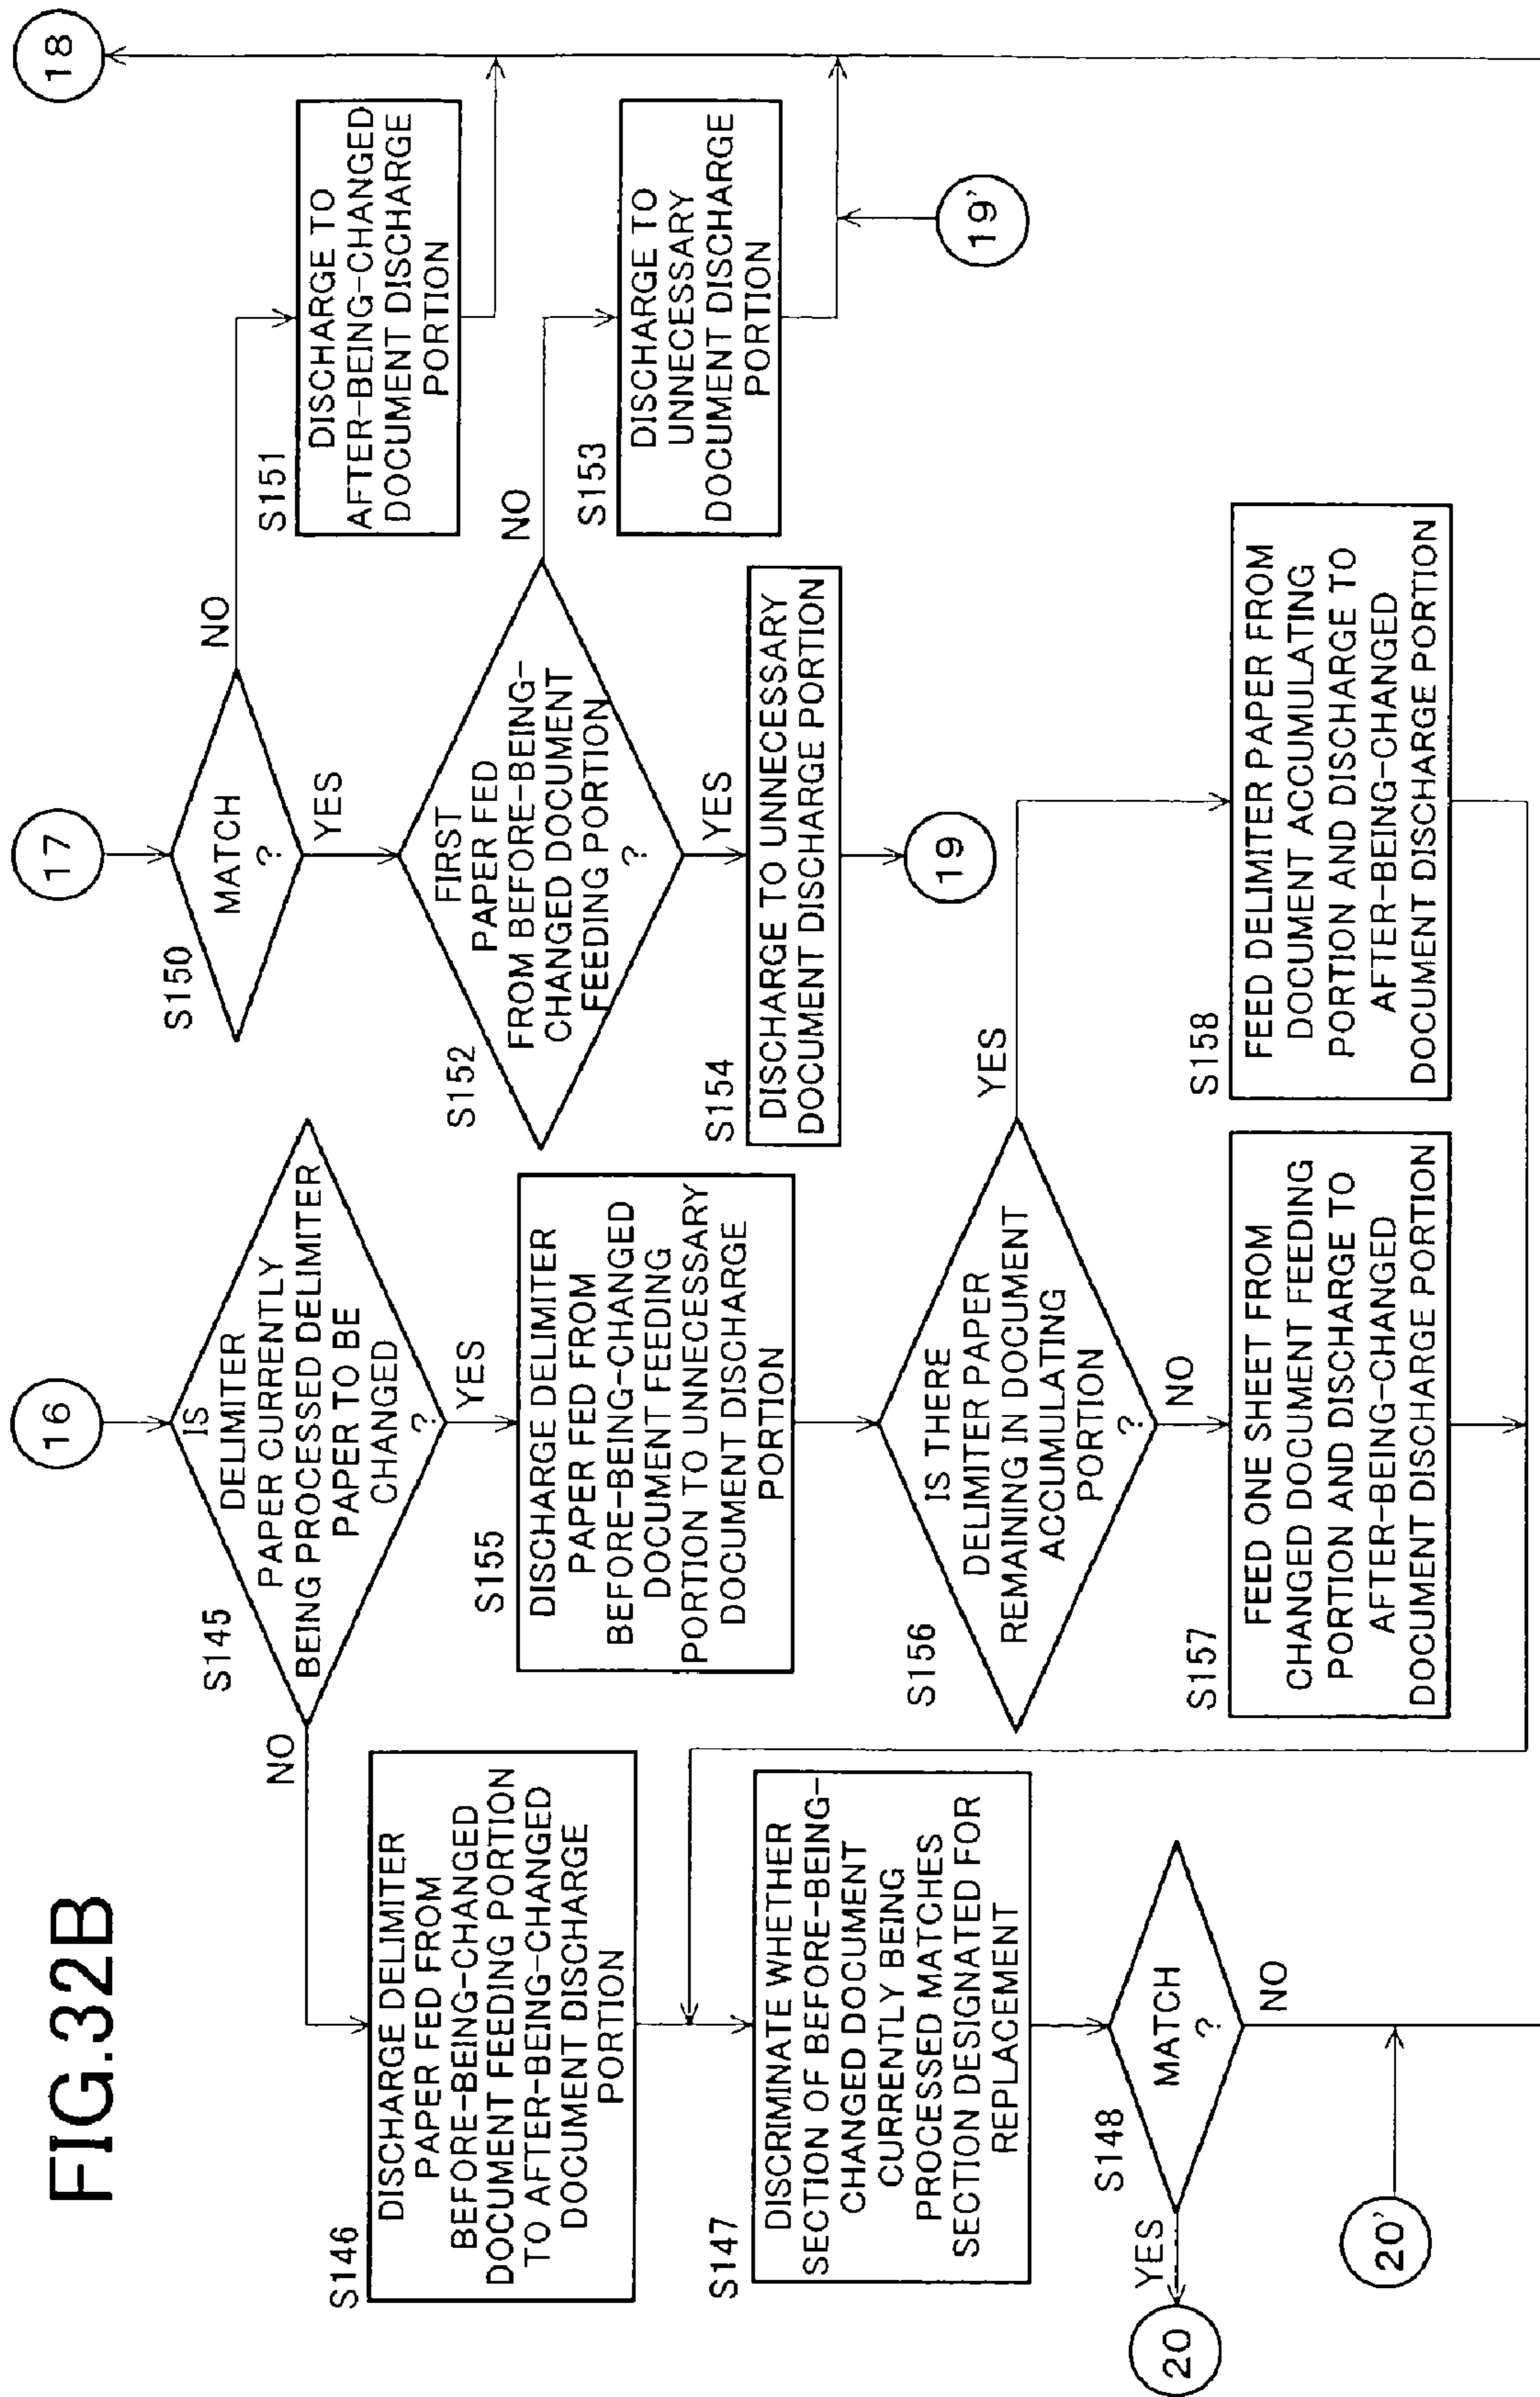 FIG.32B
16
S145
IS
DELIMITER
PAPER CURRENTLY
BEING PROCESSED DELIMITER
PAPER TO BE
CHANGED
?
NO
YES
S146
DISCHARGE DELIMITER
PAPER FED FROM
BEFORE-BEING-CHANGED
DOCUMENT FEEDING PORTION
TO AFTER-BEING-CHANGED
DOCUMENT DISCHARGE
PORTION
S147
DISCRIMINATE WHETHER
SECTION OF BEFORE-BEING-
CHANGED DOCUMENT
CURRENTLY BEING
PROCESSED MATCHES
SECTION DESIGNATED FOR
REPLACEMENT
S148
MATCH
?
YES
NO
20
20'
S155
DISCHARGE DELIMITER
PAPER FED FROM
BEFORE-BEING-CHANGED
DOCUMENT FEEDING
PORTION TO UNNECESSARY
DOCUMENT DISCHARGE
PORTION
S156
IS THERE
DELIMITER PAPER
REMAINING IN DOCUMENT
ACCUMULATING
PORTION
?
YES
NO
S157
FEED ONE SHEET FROM
CHANGED DOCUMENT FEEDING
PORTION AND DISCHARGE TO
AFTER-BEING-CHANGED
DOCUMENT DISCHARGE PORTION
S158
FEED DELIMITER PAPER FROM
DOCUMENT ACCUMULATING
PORTION AND DISCHARGE TO
AFTER-BEING-CHANGED
DOCUMENT DISCHARGE PORTION
17
S150
MATCH
?
NO
YES
S151
DISCHARGE TO
AFTER-BEING-CHANGED
DOCUMENT DISCHARGE
PORTION
S152
FIRST
PAPER FED
FROM BEFORE-BEING-
CHANGED DOCUMENT
FEEDING PORTION
?
NO
YES
S153
DISCHARGE TO
UNNECESSARY
DOCUMENT DISCHARGE
PORTION
S154
DISCHARGE TO UNNECESSARY
DOCUMENT DISCHARGE PORTION
19
19'
18